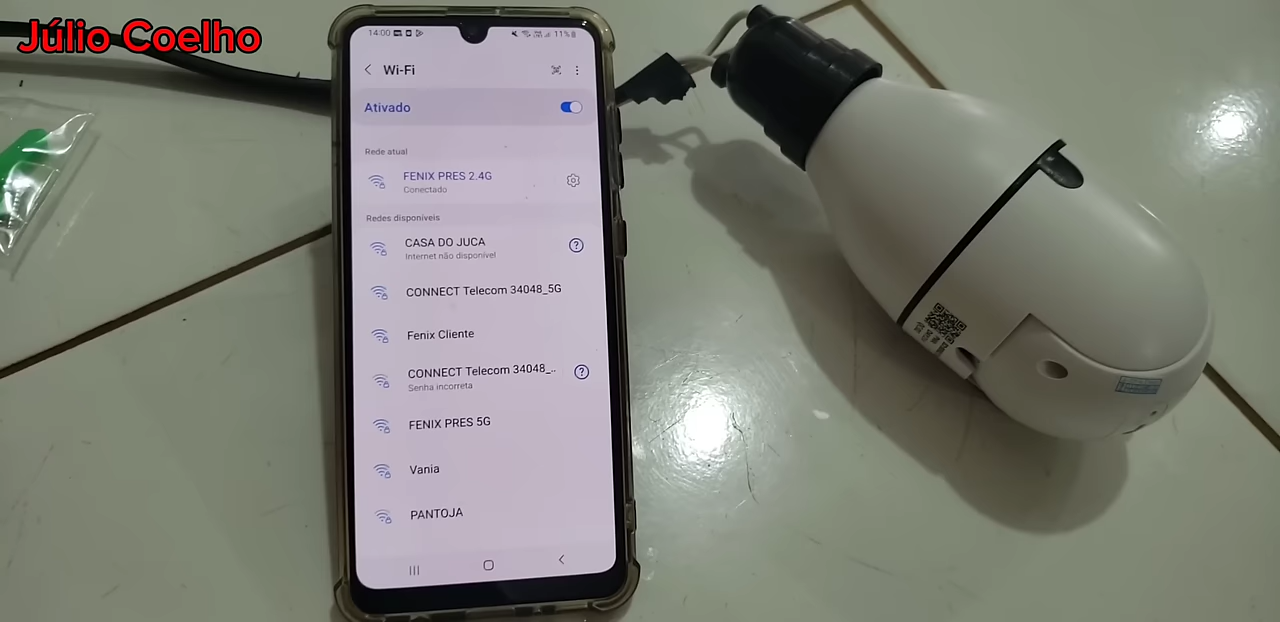 Júlio Coelho
14:00
11%
Wi-Fi
Ativado
Rede atual
FENIX PRES 2.4G
Conectado
Redes disponíveis
CASA DO JUCA
Internet não disponível
CONNECT Telecom 34048_5G
Fenix Cliente
CONNECT Telecom 34048_..
Senha incorreta
FENIX PRES 5G
Vania
PANTOJA